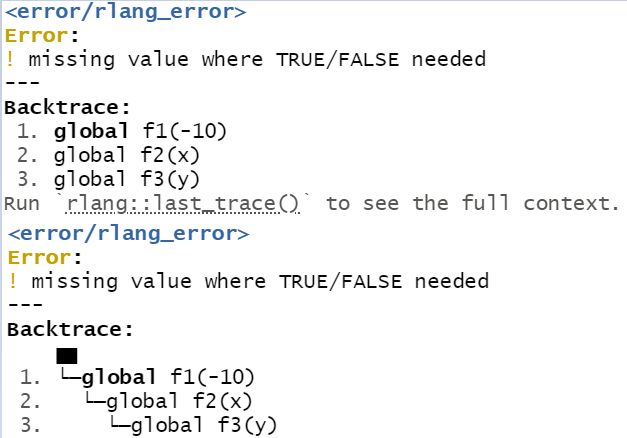 <error/rlang_error>
Error:
! missing value where TRUE/FALSE needed
---
Backtrace:
1. global f1(-10)
2. global f2(x)
3. global f3(y)
Run `rlang::last_trace()` to see the full context.
<error/rlang_error>
Error:
! missing value where TRUE/FALSE needed
---
Backtrace:
■
1. └─global f1(-10)
2. └─global f2(x)
3. └─global f3(y)